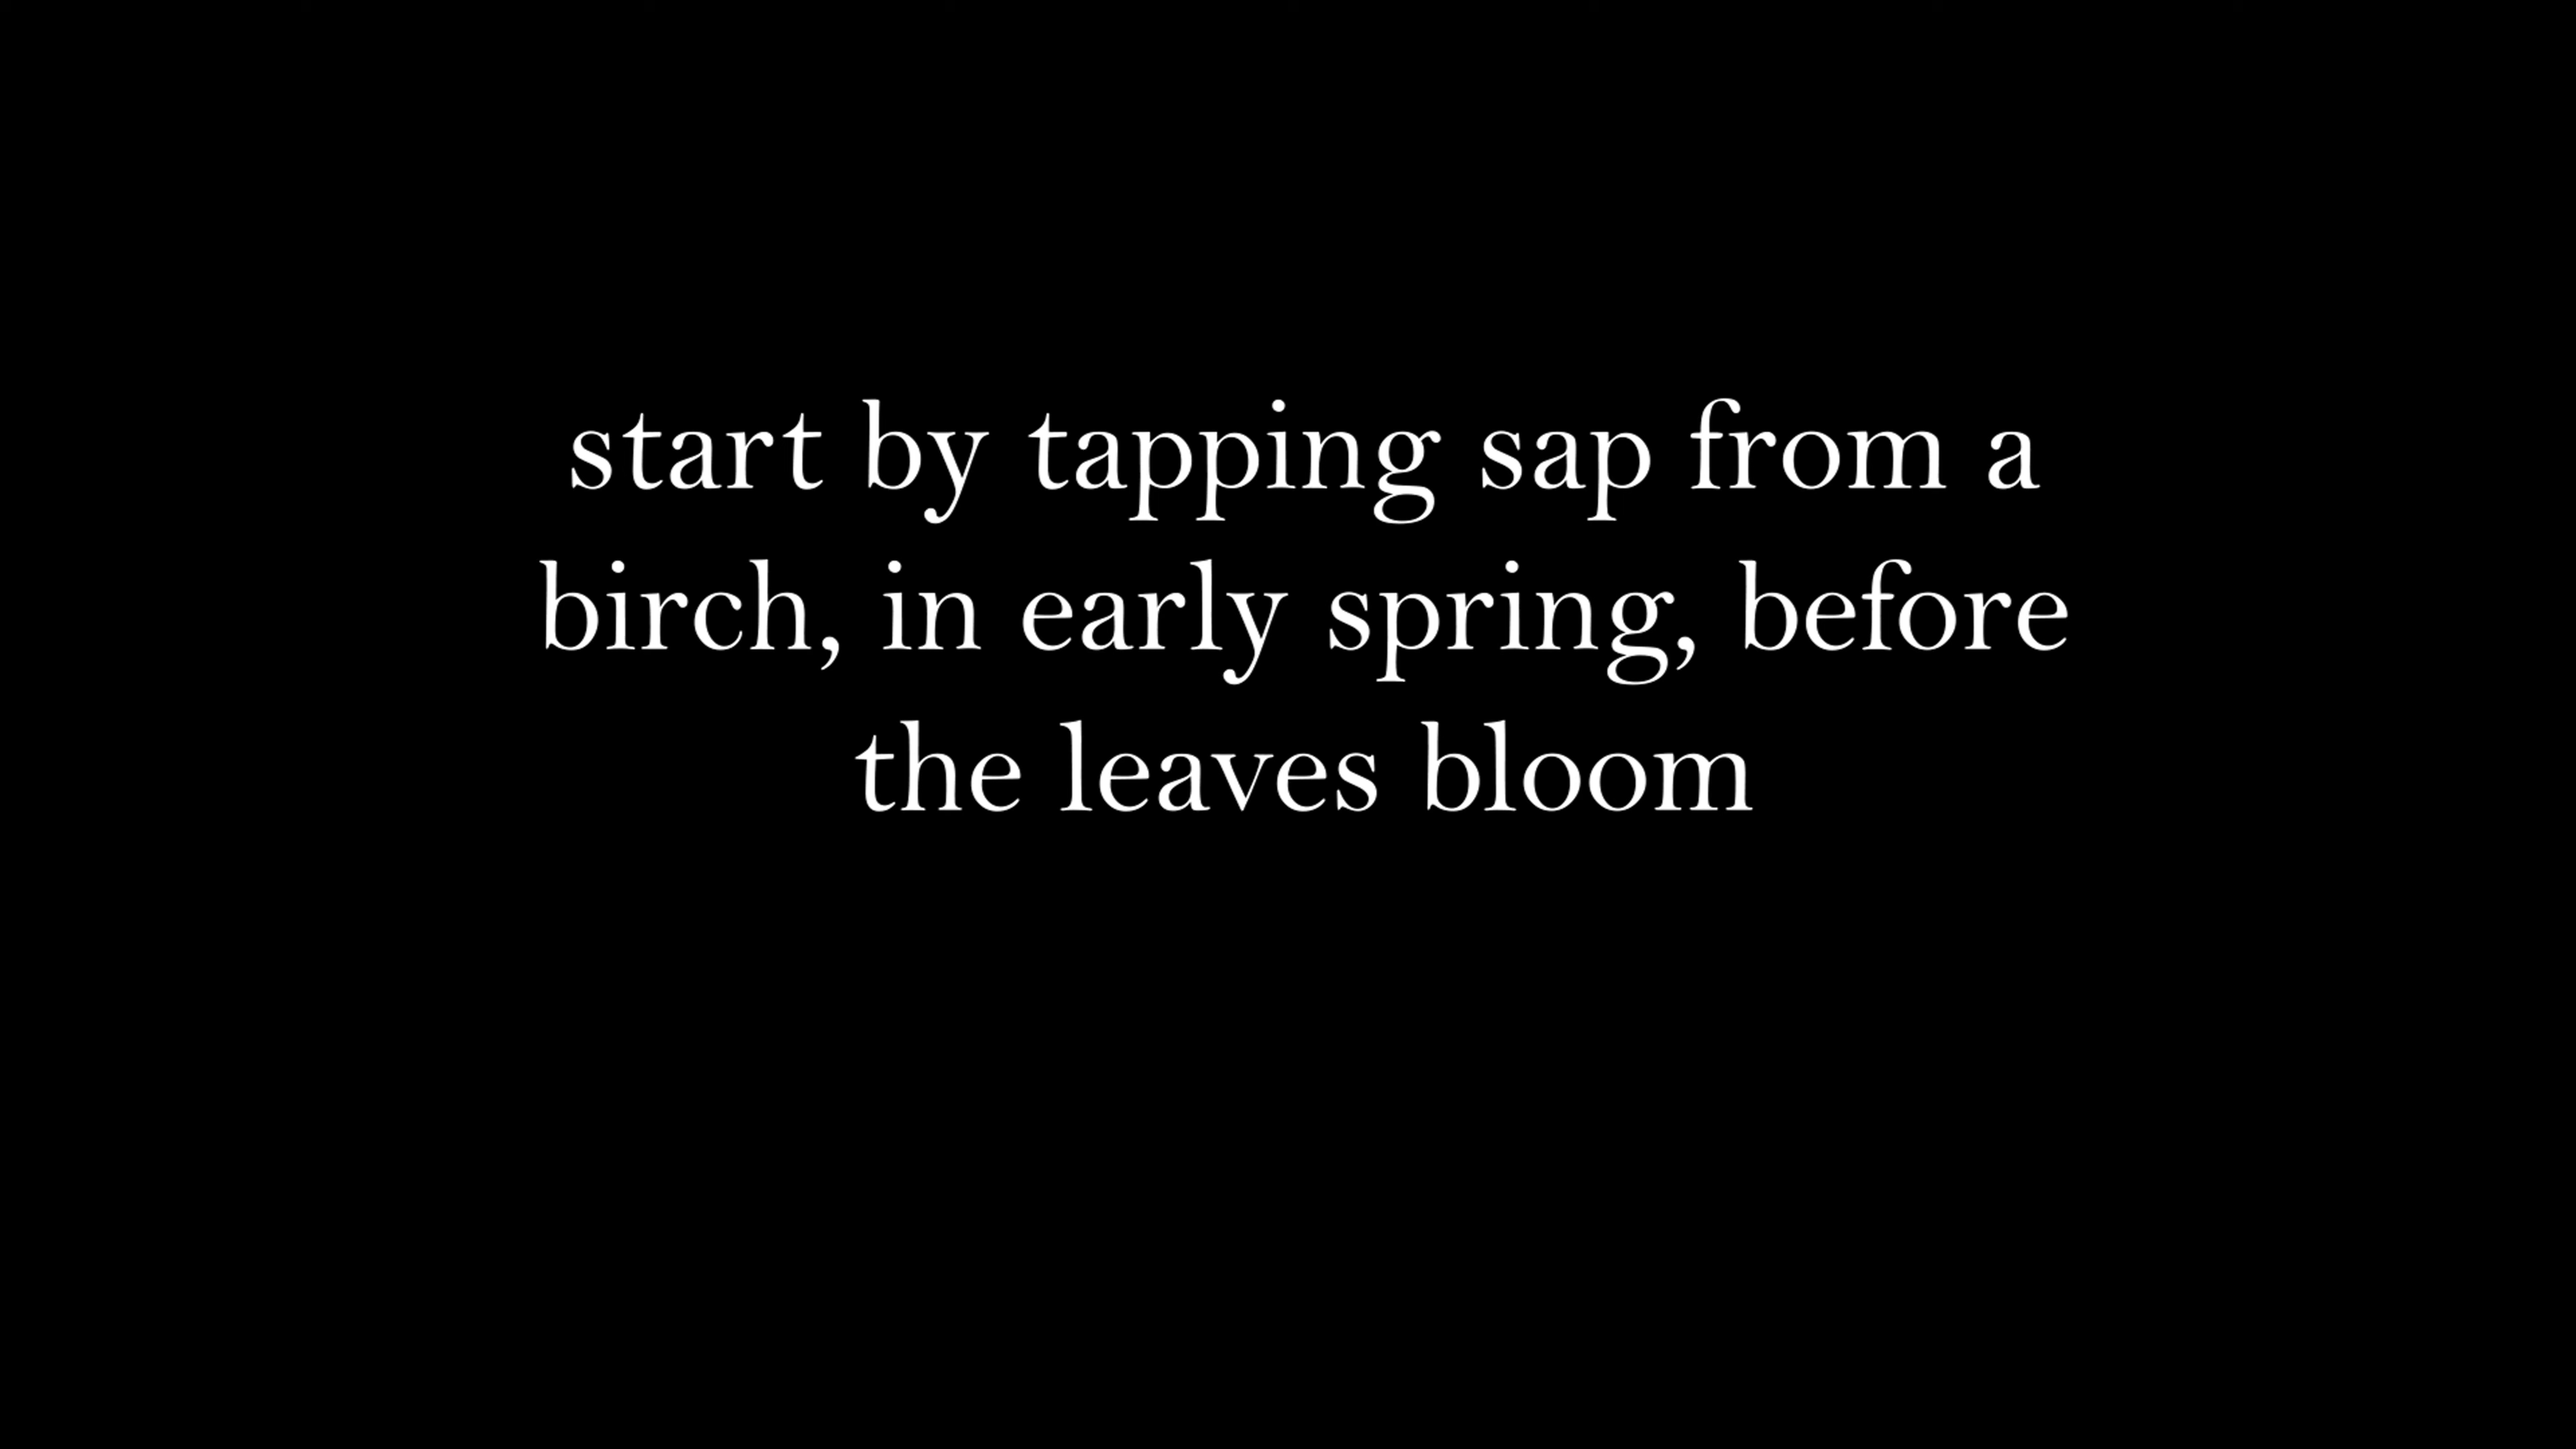 start by tapping sap from a
birch, in early spring, before
the leaves bloom